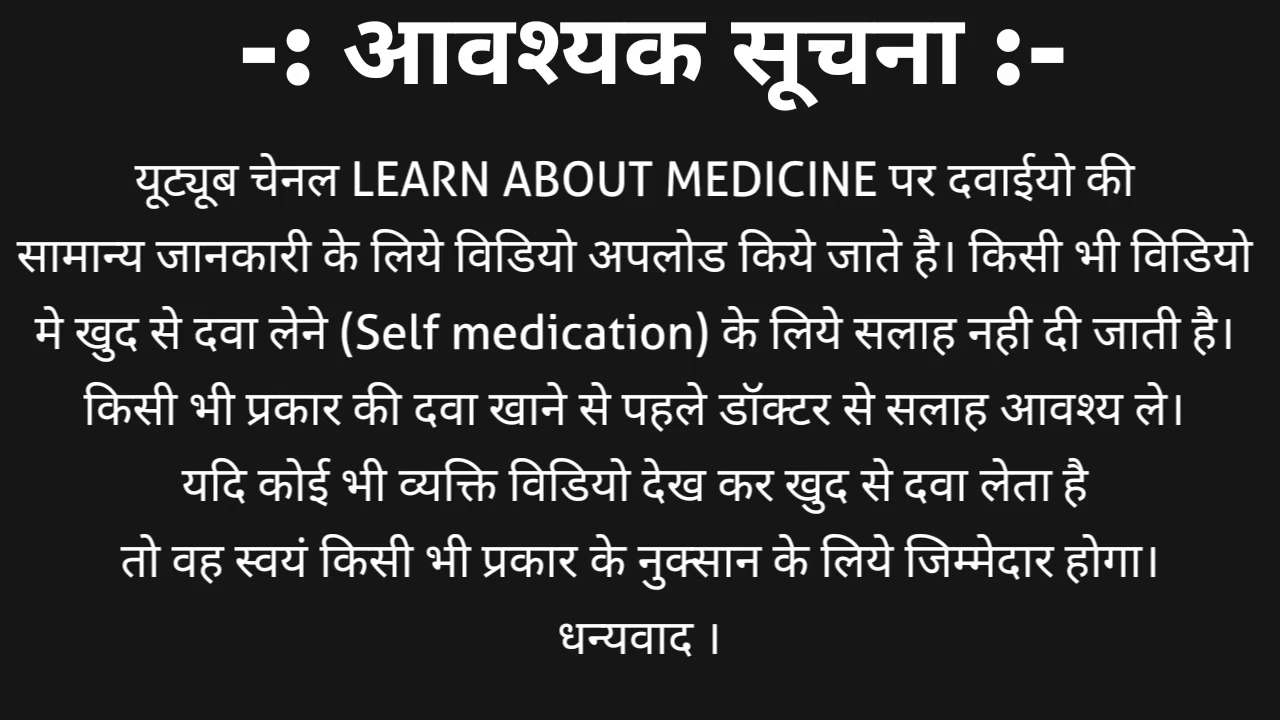 -: आवश्यक सूचना :-
यूट्यूब चेनल LEARN ABOUT MEDICINE पर दवाईयो की
सामान्य जानकारी के लिये विडियो अपलोड किये जाते है। किसी भी विडियो
मे खुद से दवा लेने (Self medication) के लिये सलाह नही दी जाती है।
किसी भी प्रकार की दवा खाने से पहले डॉक्टर से सलाह आवश्य ले।
यदि कोई भी व्यक्ति विडियो देख कर खुद से दवा लेता है
तो वह स्वयं किसी भी प्रकार के नुक्सान के लिये जिम्मेदार होगा।
धन्यवाद ।